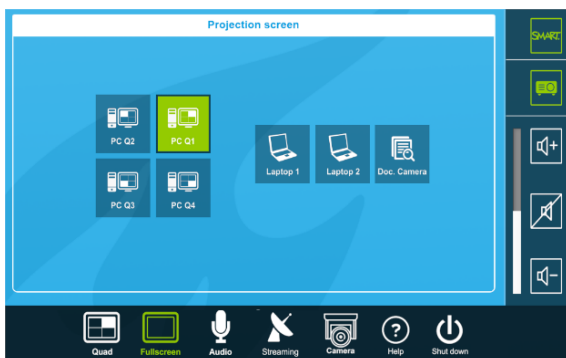 Projection screen
SMART
PC Q2
PC Q1
Laptop 1
Laptop 2
Doc. Camera
PC Q3
PC Q4
Quad
Fullscreen
Audio
Streaming
Camera
Help
Shut down